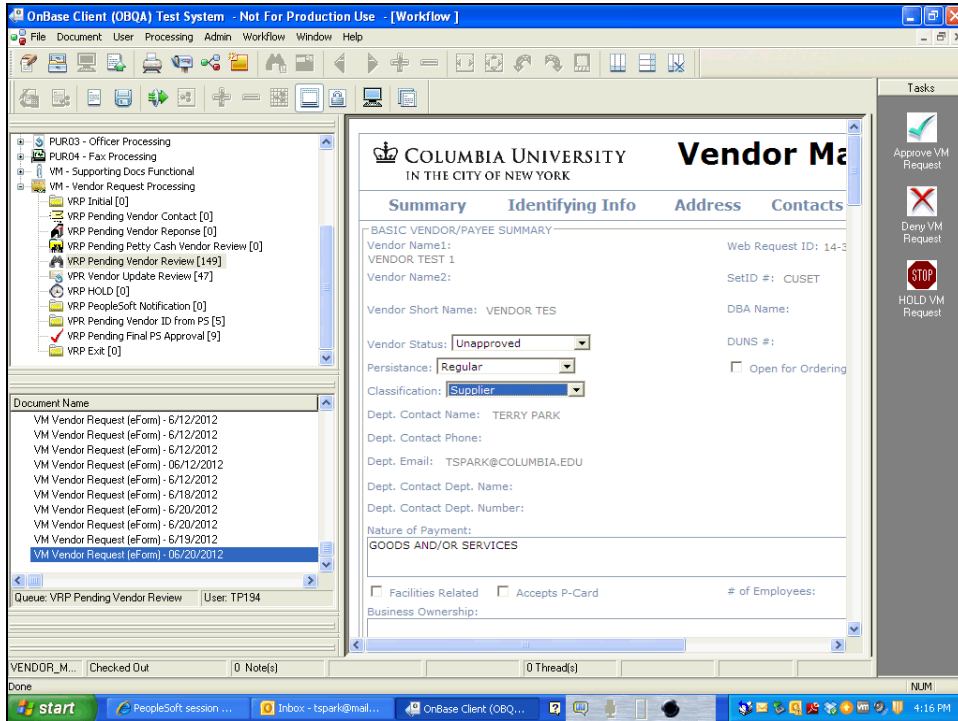 OnBase Client (OBQA) Test System - Not For Production Use - [Workflow ]
File Document User Processing Admin Workflow Window Help
Tasks
Approve VM
Request
Deny VM
Request
STOP
HOLD VM
Request
PUR03 - Officer Processing
PUR04 - Fax Processing
VM - Supporting Docs Functional
VM - Vendor Request Processing
VRP Initial [0]
VRP Pending Vendor Contact [0]
VRP Pending Vendor Reponse [0]
VRP Pending Petty Cash Vendor Review [0]
VRP Pending Vendor Review [149]
VPR Vendor Update Review [47]
VRP HOLD [0]
VRP PeopleSoft Notification [0]
VRP Pending Vendor ID from PS [5]
VRP Pending Final PS Approval [9]
VRP Exit [0]
Document Name
VM Vendor Request (eForm) - 6/12/2012
VM Vendor Request (eForm) - 6/12/2012
VM Vendor Request (eForm) - 6/12/2012
VM Vendor Request (eForm) - 06/12/2012
VM Vendor Request (eForm) - 6/12/2012
VM Vendor Request (eForm) - 6/18/2012
VM Vendor Request (eForm) - 6/20/2012
VM Vendor Request (eForm) - 6/20/2012
VM Vendor Request (eForm) - 6/19/2012
VM Vendor Request (eForm) - 06/20/2012
Queue: VRP Pending Vendor Review User: TP194
COLUMBIA UNIVERSITY
IN THE CITY OF NEW YORK
Vendor Ma
Summary Identifying Info Address Contacts
BASIC VENDOR/PAYEE SUMMARY
Vendor Name1: Web Request ID: 14-3
VENDOR TEST 1
Vendor Name2: SetID #: CUSET
Vendor Short Name: VENDOR TES DBA Name:
Vendor Status: Unapproved DUNS #:
Persistance: Regular Open for Ordering
Classification: Supplier
Dept. Contact Name: TERRY PARK
Dept. Contact Phone:
Dept. Email: TSPARK@COLUMBIA.EDU
Dept. Contact Dept. Name:
Dept. Contact Dept. Number:
Nature of Payment:
GOODS AND/OR SERVICES
Facilities Related Accepts P-Card # of Employees:
Business Ownership:
VENDOR_M... Checked Out 0 Note(s) 0 Thread(s)
Done NUM
start PeopleSoft session ... Inbox - tspark@mail... OnBase Client (OBQ... 4:16 PM